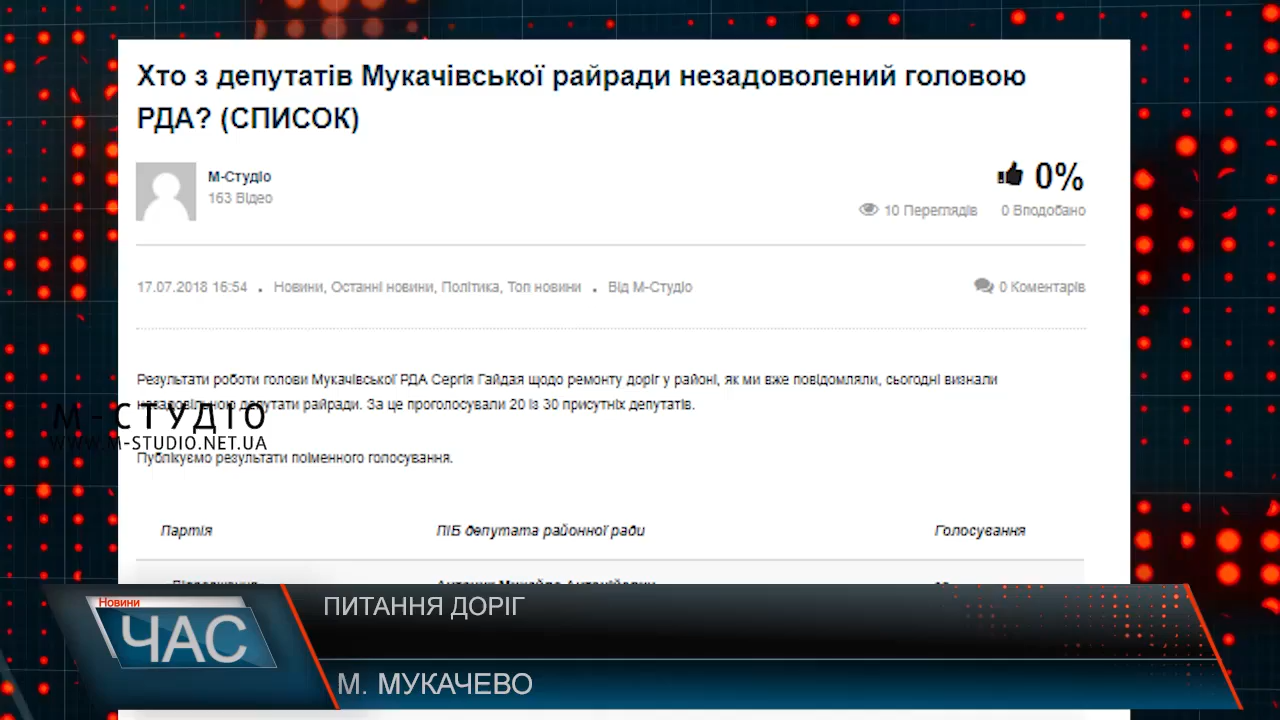 Хто з депутатів Мукачівської райради незадоволений головою
РДА? (СПИСОК)
М-Студіо
163 Відео
0%
10 Переглядів
0 Вподобано
17.07.2018 16:54 . Новини, Останні новини, Політика, Топ новини . Від М-Студіо
0 Коментарів
Результати роботи голови Мукачівської РДА Сергія Гайдая щодо ремонту доріг у районі, як ми вже повідомляли, сьогодні визнали
незадовільною депутати райради. За це проголосували 20 із 30 присутніх депутатів.
М-СТУДІО
WWW.M-STUDIO.NET.UA
Публікуємо результати поіменного голосування.
Партія
ПІБ депутата районної ради
Голосування
Новини
ЧАС
ПИТАННЯ ДОРІГ
М. МУКАЧЕВО